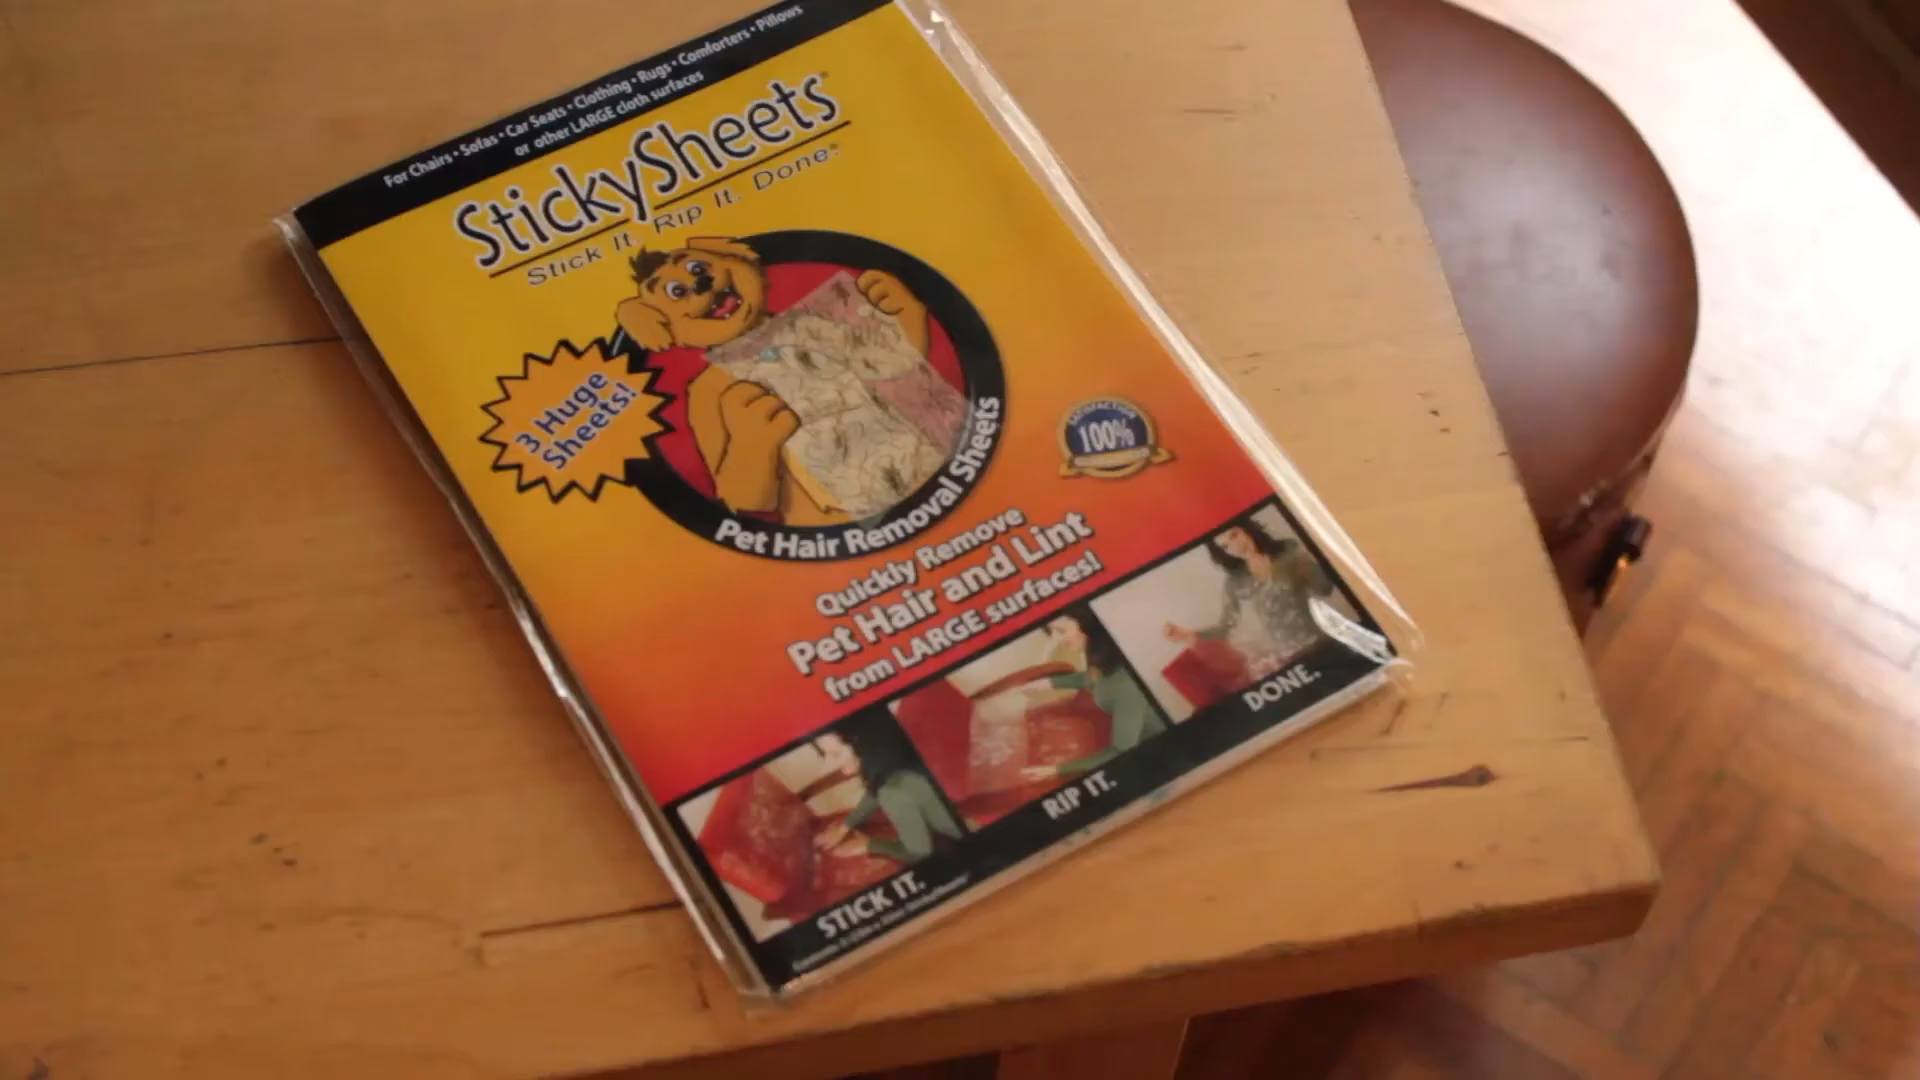 For Chairs • Sofas • Car Seats • Clothing • Rugs • Comforters • Pillows
or other LARGE cloth surfaces
StickySheets
Stick It. Rip It. Done.
3 Huge
Sheets!
Pet Hair Removal Sheets
SATISFACTION
100%
Quickly Remove
Pet Hair and Lint
from LARGE surfaces!
STICK IT.
RIP IT.
DONE.